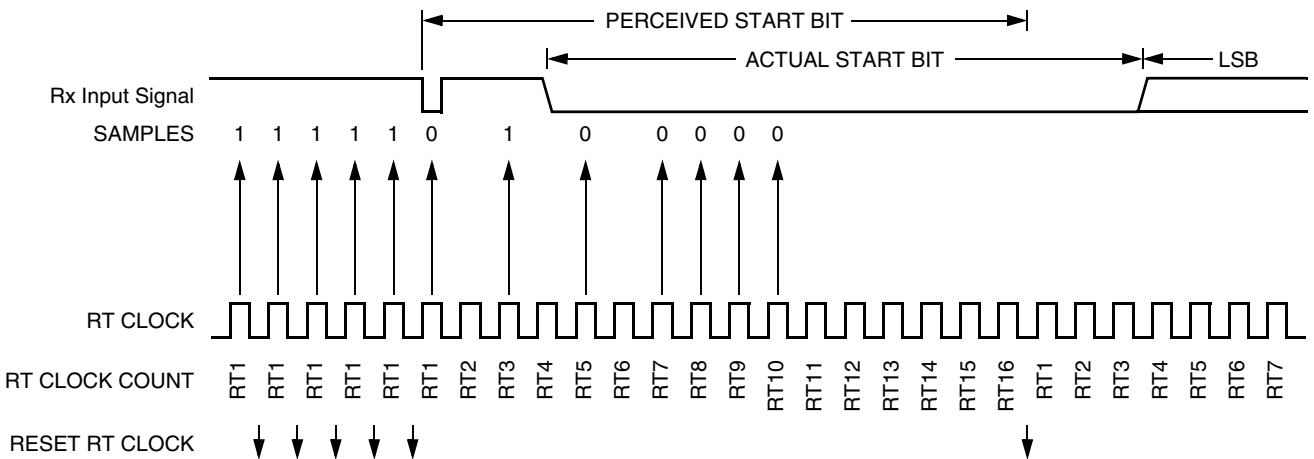 PERCEIVED START BIT
ACTUAL START BIT
LSB
Rx Input Signal
SAMPLES 1 1 1 1 1 0 1 0 0 0 0 0
RT CLOCK
RT CLOCK COUNT RT1 RT1 RT1 RT1 RT1 RT1 RT2 RT3 RT4 RT5 RT6 RT7 RT8 RT9 RT10 RT11 RT12 RT13 RT14 RT15 RT16 RT1 RT2 RT3 RT4 RT5 RT6 RT7
RESET RT CLOCK